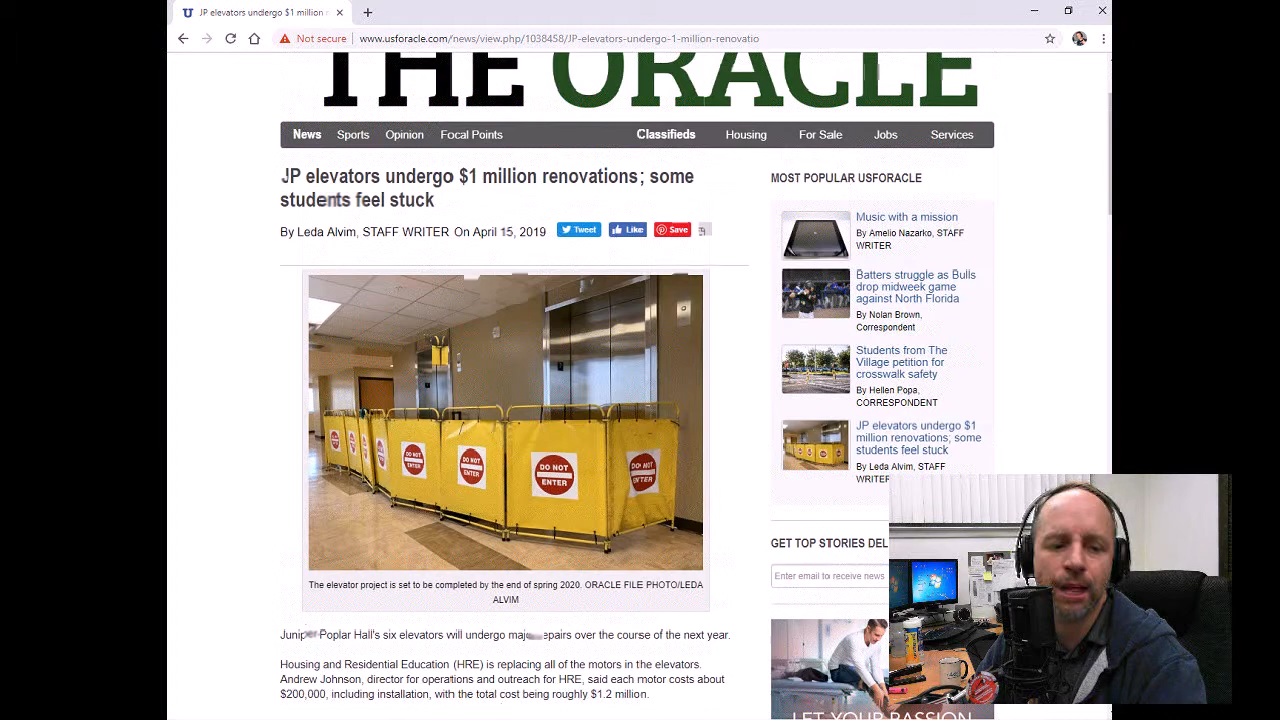 JP elevators undergo $1 million
Not secure
www.usforacle.com/news/view.php/1038458/JP-elevators-undergo-1-million-renovatio
THE ORACLE
News Sports Opinion Focal Points Classifieds Housing For Sale Jobs Services
JP elevators undergo $1 million renovations; some
students feel stuck
By Leda Alvim, STAFF WRITER On April 15, 2019
Tweet Like Save
DO NOT
ENTER
DO NOT
ENTER
DO NOT
ENTER
DO NOT
ENTER
The elevator project is set to be completed by the end of spring 2020. ORACLE FILE PHOTO/LEDA
ALVIM
Juniper-Poplar Hall's six elevators will undergo major repairs over the course of the next year.
Housing and Residential Education (HRE) is replacing all of the motors in the elevators.
Andrew Johnson, director for operations and outreach for HRE, said each motor costs about
$200,000, including installation, with the total cost being roughly $1.2 million.
MOST POPULAR USFORACLE
Music with a mission
By Amelio Nazarko, STAFF
WRITER
Batters struggle as Bulls
drop midweek game
against North Florida
By Nolan Brown,
Correspondent
Students from The
Village petition for
crosswalk safety
By Hellen Popa,
CORRESPONDENT
JP elevators undergo $1
million renovations; some
students feel stuck
By Leda Alvim, STAFF
WRITER
GET TOP STORIES DEL
Enter email to receive news
LET YOUR PASSION